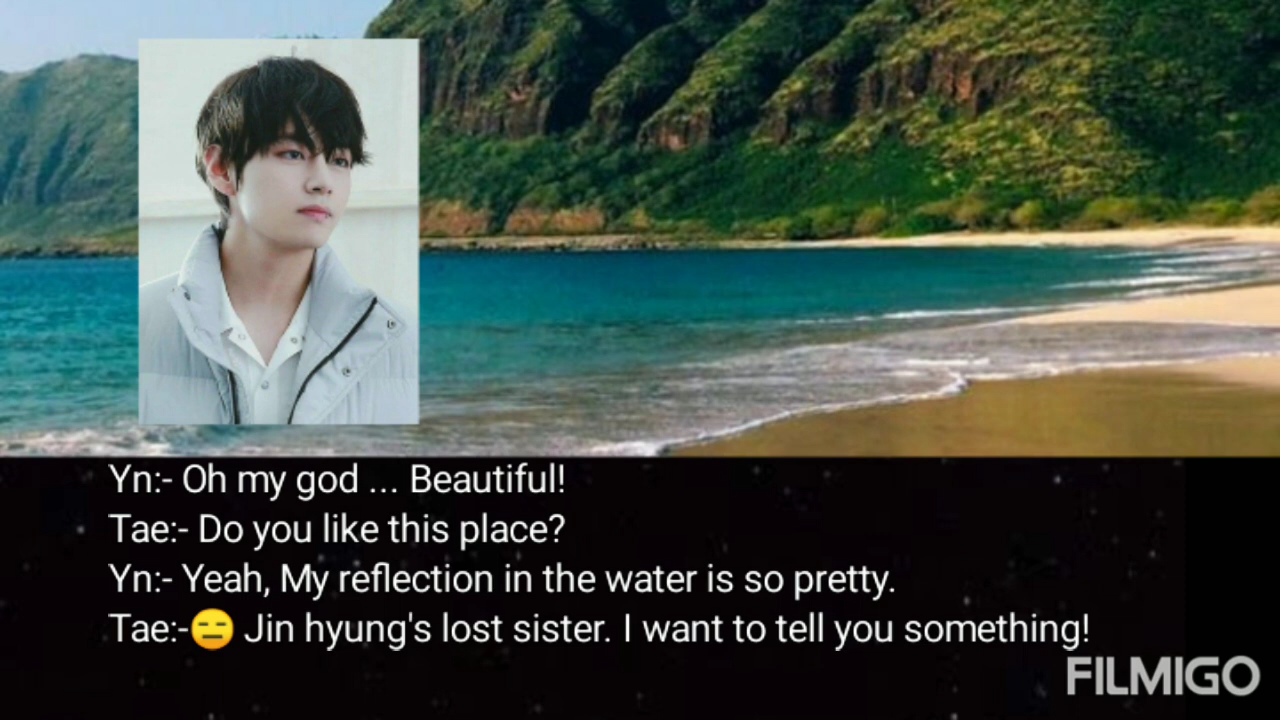 Yn:- Oh my god ... Beautiful!
Tae:- Do you like this place?
Yn:- Yeah, My reflection in the water is so pretty.
Tae:-😑 Jin hyung's lost sister. I want to tell you something!
FILMIGO